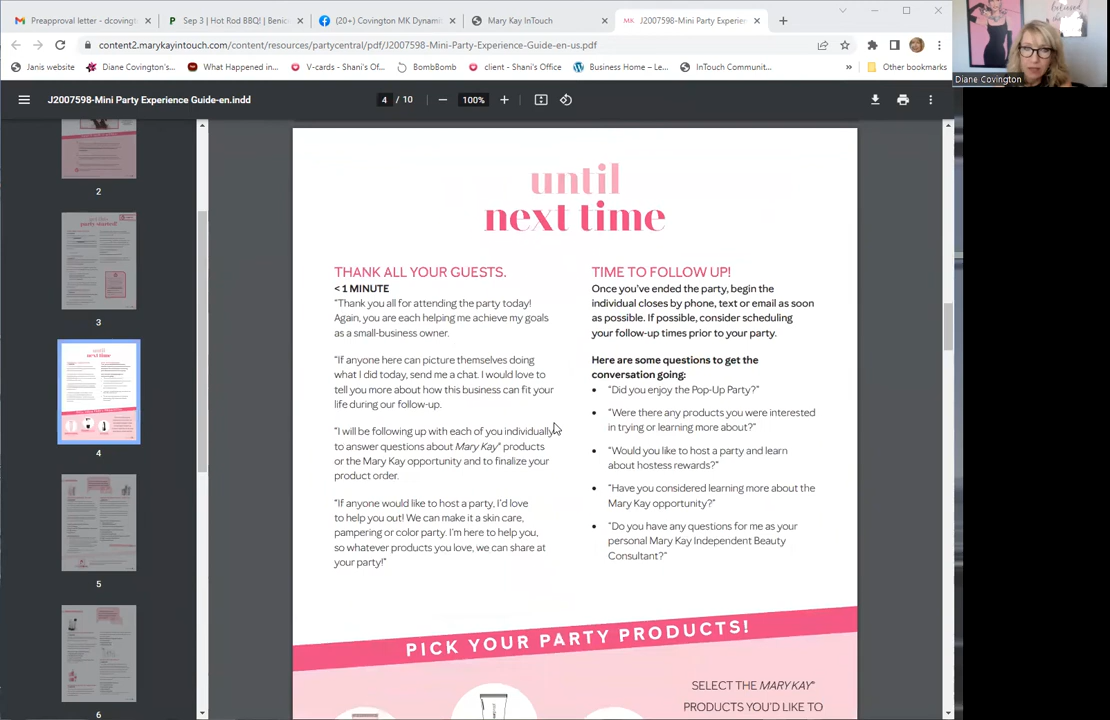 Preapproval letter - dcovingt
Sep 3 | Hot Rod BBQ! | Benic
(20+) Covington MK Dynami
Mary Kay InTouch
J2007598-Mini Party Experien
content2.marykayintouch.com/content/resources/partycentral/pdf/J2007598-Mini-Party-Experience-Guide-en-us.pdf
Janis website
Diane Covington's...
What Happened in...
V-cards - Shani's Of...
BombBomb
client - Shani's Office
Business Home – Le...
InTouch Communi...
»
Other bookmarks
Diane Covington
J2007598-Mini Party Experience Guide-en.indd
4 / 10
100%
2
3
4
5
6
until
next time
THANK ALL YOUR GUESTS.
< 1 MINUTE
"Thank you all for attending the party today!
Again, you are each helping me achieve my goals
as a small-business owner.
"If anyone here can picture themselves doing
what I did today, send me a chat. I would love to
tell you more about how this business can fit your
life during our follow-up.
"I will be following up with each of you individually
to answer questions about Mary Kay® products
or the Mary Kay opportunity and to finalize your
product order.
"If anyone would like to host a party, I'd love
to help you out! We can make it a skin care,
pampering or color party. I'm here to help you,
so whatever products you love, we can share at
your party!"
TIME TO FOLLOW UP!
Once you've ended the party, begin the
individual closes by phone, text or email as soon
as possible. If possible, consider scheduling
your follow-up times prior to your party.
Here are some questions to get the
conversation going:
• "Did you enjoy the Pop-Up Party?"
• "Were there any products you were interested
in trying or learning more about?"
• "Would you like to host a party and learn
about hostess rewards?"
• "Have you considered learning more about the
Mary Kay opportunity?"
• "Do you have any questions for me as your
personal Mary Kay Independent Beauty
Consultant?"
PICK YOUR PARTY PRODUCTS!
SELECT THE MARY KAY®
PRODUCTS YOU'D LIKE TO